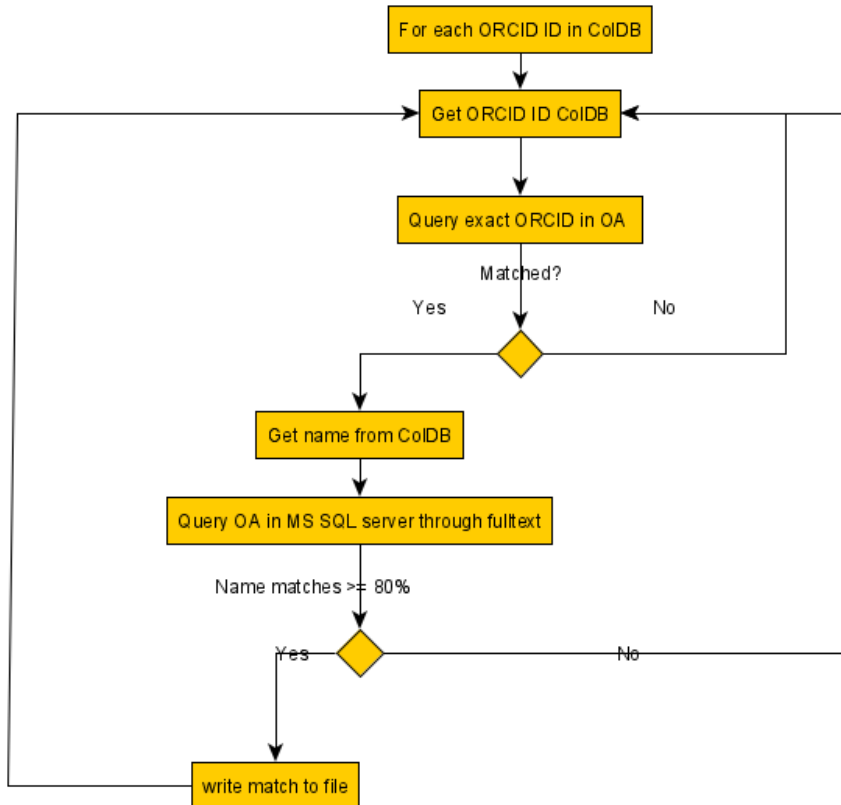 For each ORCID ID in ColDB
Get ORCID ID ColDB
Query exact ORCID in OA
Matched?
Yes
No
Get name from ColDB
Query OA in MS SQL server through fulltext
Name matches >= 80%
Yes
No
write match to file